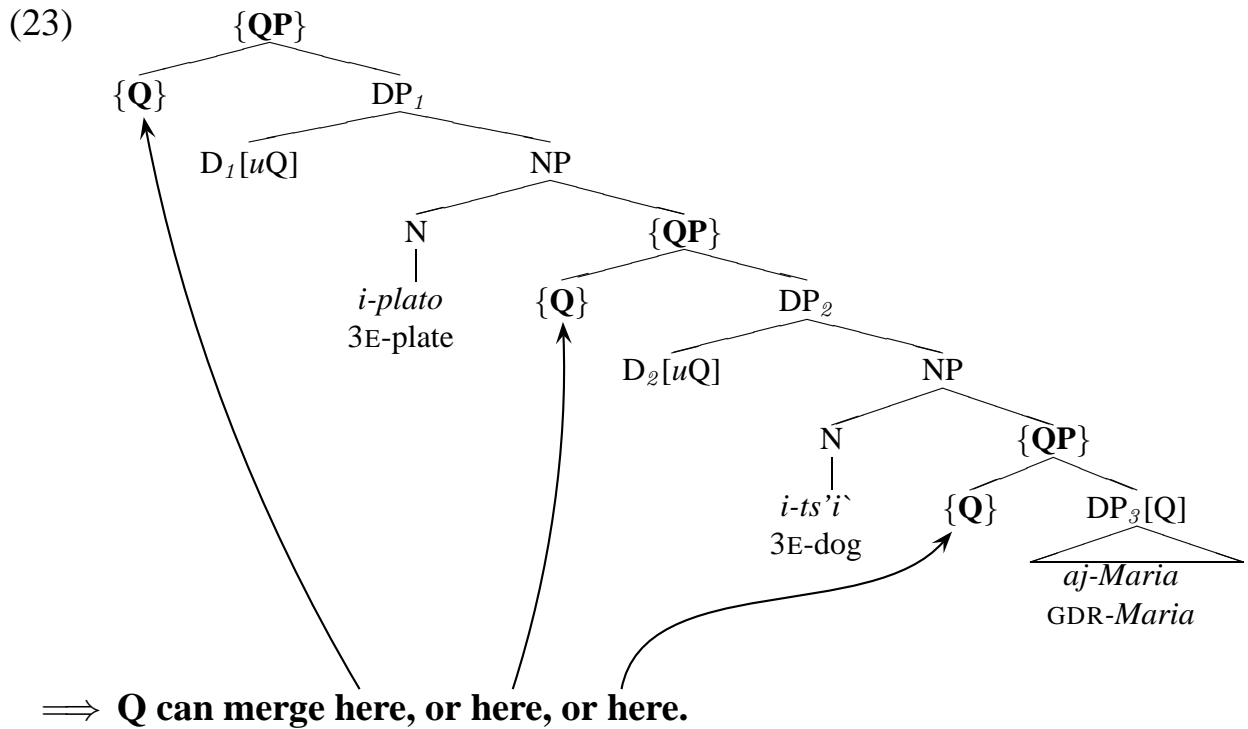 (23)
{QP}
{Q} DP1
D1[uQ] NP
N {QP}
i-plato {Q} DP2
3E-plate
D2[uQ] NP
N {QP}
i-ts'i` {Q} DP3[Q]
3E-dog
aj-Maria
GDR-Maria
⟹ Q can merge here, or here, or here.